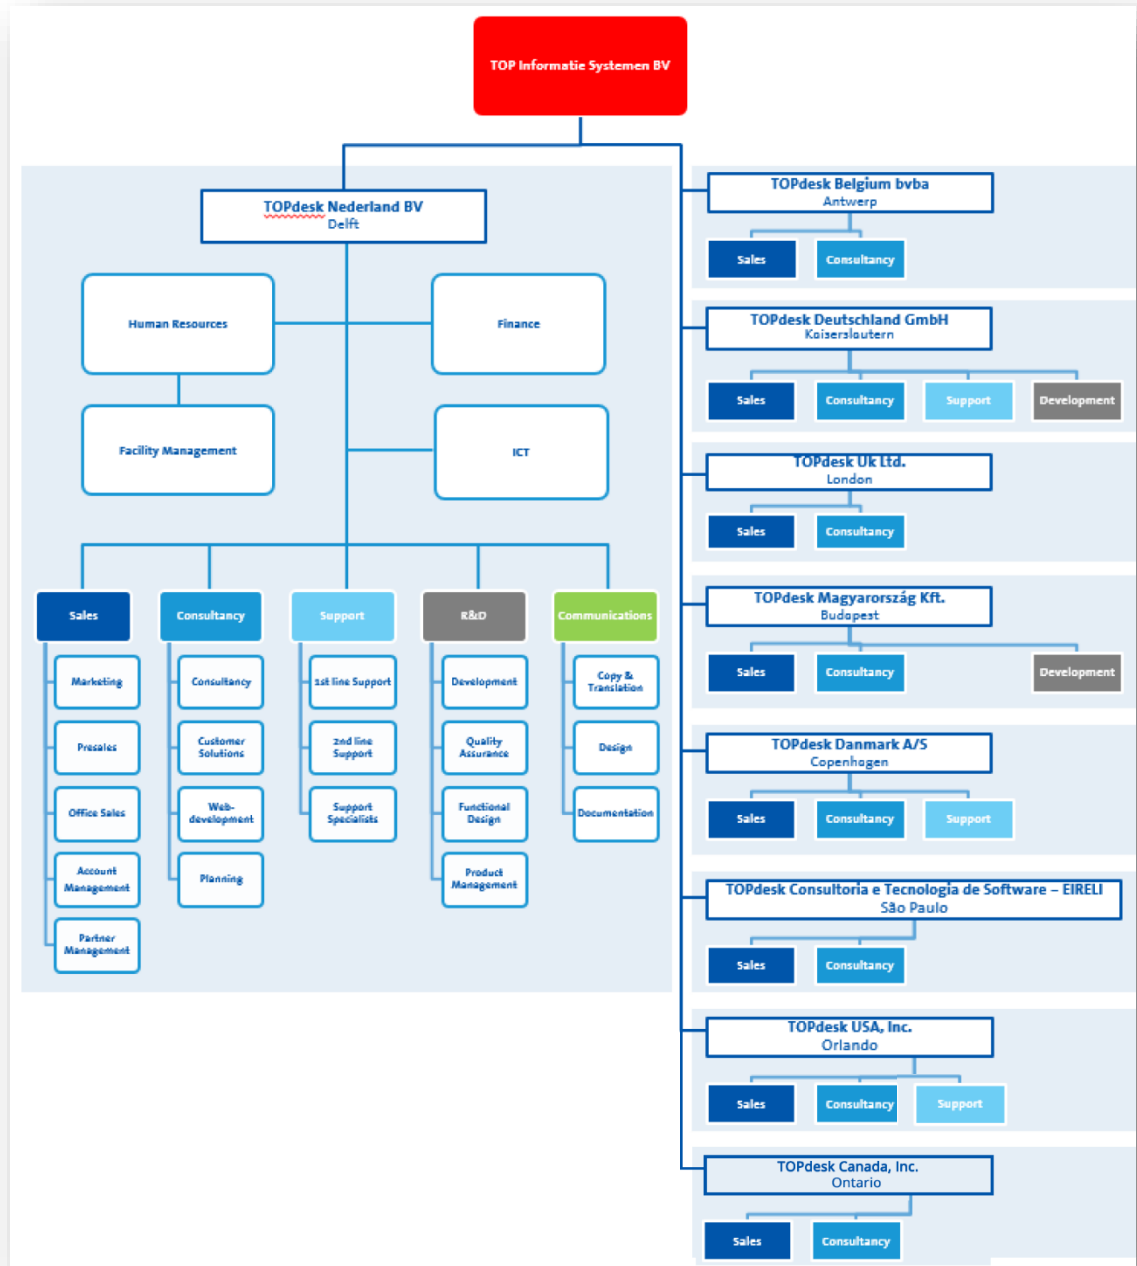 TOP Informatie Systemen BV
TOPdesk Nederland BV
Delft
Human Resources
Finance
Facility Management
ICT
Sales
Consultancy
Support
R&D
Communications
Marketing
Presales
Office Sales
Account
Management
Partner
Management
Consultancy
Customer
Solutions
Web-
development
Planning
1st line Support
2nd line
Support
Support
Specialists
Development
Quality
Assurance
Functional
Design
Product
Management
Copy &
Translation
Design
Documentation
TOPdesk Belgium bvba
Antwerp
Sales
Consultancy
TOPdesk Deutschland GmbH
Kaiserslautern
Sales
Consultancy
Support
Development
TOPdesk Uk Ltd.
London
Sales
Consultancy
TOPdesk Magyarország Kft.
Budapest
Sales
Consultancy
Development
TOPdesk Danmark A/S
Copenhagen
Sales
Consultancy
Support
TOPdesk Consultoria e Tecnologia de Software – EIRELI
São Paulo
Sales
Consultancy
TOPdesk USA, Inc.
Orlando
Sales
Consultancy
Support
TOPdesk Canada, Inc.
Ontario
Sales
Consultancy